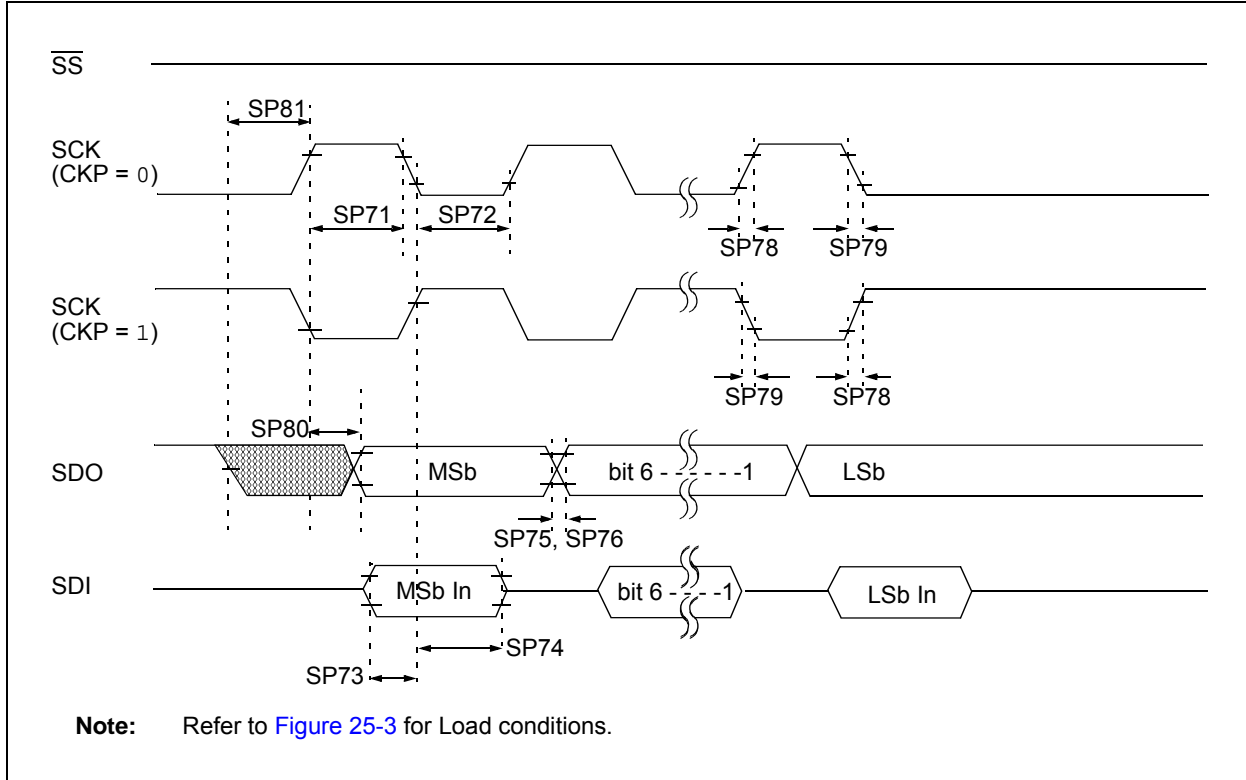 SS
SP81
SCK
(CKP = 0)
SP71 SP72
SP78 SP79
SCK
(CKP = 1)
SP79 SP78
SP80
SDO MSb bit 6 - - - - - -1 LSb
SP75, SP76
SDI MSb In bit 6 - - - - -1 LSb In
SP74
SP73
Note: Refer to Figure 25-3 for Load conditions.